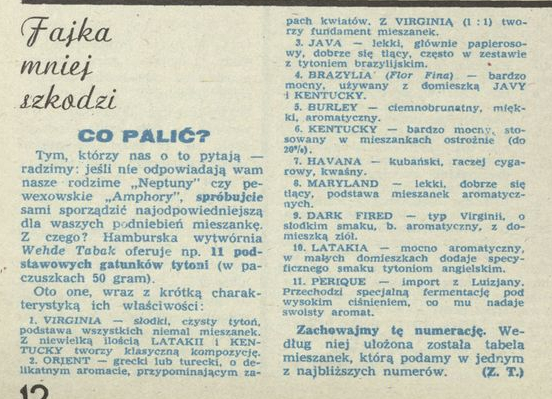 Fajka
mniej
szkodzi
CO PALIĆ?
Tym, którzy nas o to pytają —
radzimy: jeśli nie odpowiadają wam
nasze rodzime „Neptuny" czy pe-
wexowskie „Amphory", spróbujcie
sami sporządzić najodpowiedniejszą
dla waszych podniebień mieszankę.
Z czego? Hamburska wytwórnia
Wehde Tabak oferuje np. 11 pod-
stawowych gatunków tytoni (w pa-
czuszkach 50 gram).
Oto one, wraz z krótką charak-
terystyką ich właściwości:
1. VIRGINIA — słodki, czysty tytoń,
podstawa wszystkich niemal mieszanek.
Z niewielką ilością LATAKII i KEN-
TUCKY tworzy klasyczną kompozycję.
2. ORIENT — grecki lub turecki, o de-
likatnym aromacie, przypominającym za-
pach kwiatów. Z VIRGINIĄ (1 : 1) two-
rzy fundament mieszanek.
3. JAVA — lekki, głównie papieroso-
wy, dobrze się tlący, często w zestawie
z tytoniem brazylijskim.
4. BRAZYLIA (Flor Fina) — bardzo
mocny, używany z domieszką JAVY
i KENTUCKY.
5. BURLEY — ciemnobrunatny, mięk-
ki, aromatyczny.
6. KENTUCKY — bardzo mocny, sto-
sowany w mieszankach ostrożnie (do
20%).
7. HAVANA — kubański, raczej cyga-
rowy, kwaśny.
8. MARYLAND — lekki, dobrze się
tlący, podstawa mieszanek aromatycz-
nych.
9. DARK FIRED — typ Virginii, o
słodkim smaku, b. aromatyczny, z do-
mieszką ziół.
10. LATAKIA — mocno aromatyczny,
w małych domieszkach dodaje specy-
ficznego smaku tytoniom angielskim.
11. PERIQUE — import z Luizjany.
Przechodzi specjalną fermentację pod
wysokim ciśnieniem, co mu nadaje
swoisty aromat.
Zachowajmy tę numerację. We-
dług niej ułożona została tabela
mieszanek, którą podamy w jednym
z najbliższych numerów. (Z. T.)
12